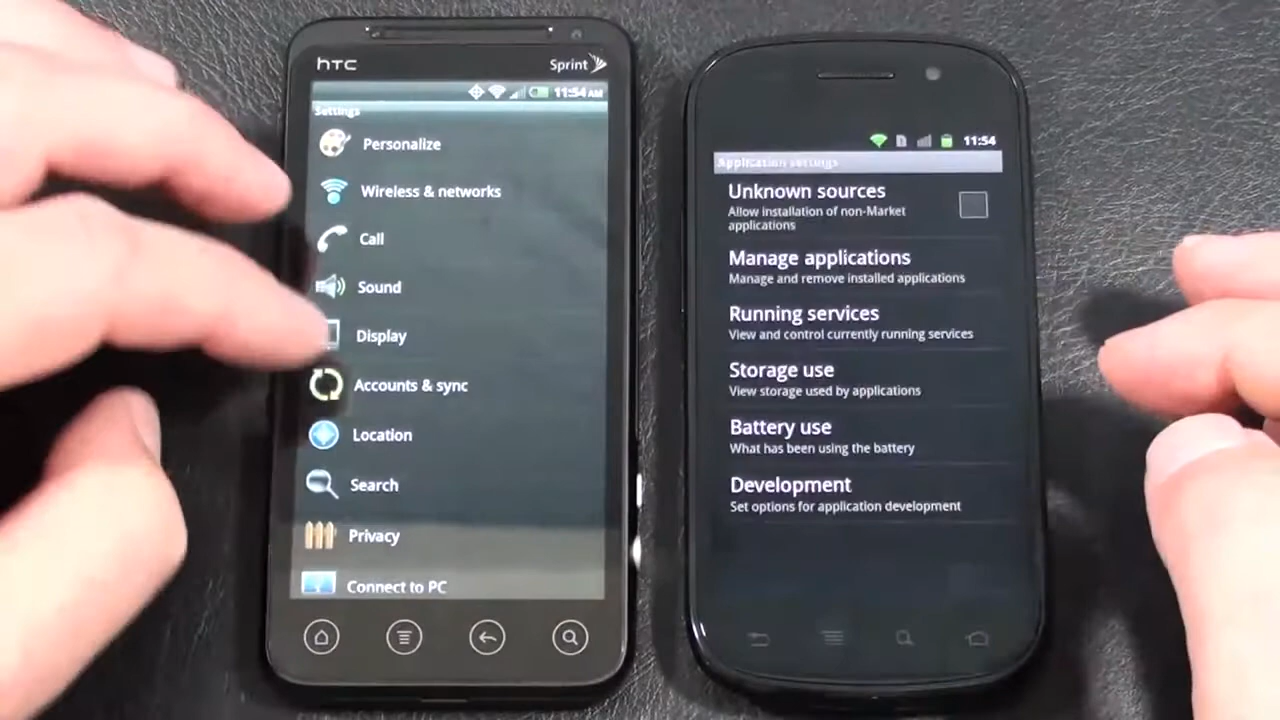 hTC
Sprint
11:54 AM
Settings
Personalize
Wireless & networks
Call
Sound
Display
Accounts & sync
Location
Search
Privacy
Connect to PC
11:54
Application settings
Unknown sources
Allow installation of non-Market
applications
Manage applications
Manage and remove installed applications
Running services
View and control currently running services
Storage use
View storage used by applications
Battery use
What has been using the battery
Development
Set options for application development